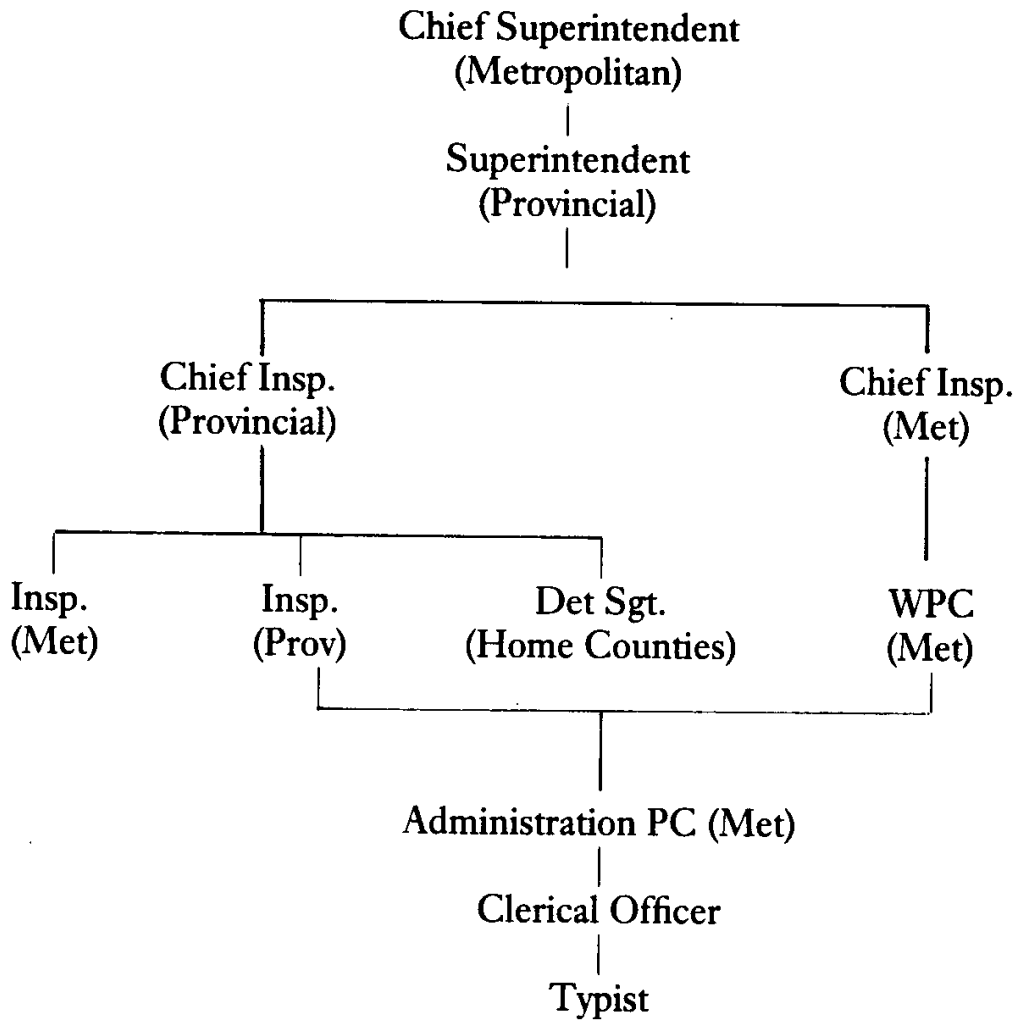 Chief Superintendent
(Metropolitan)
Superintendent
(Provincial)
Chief Insp.
(Provincial)
Chief Insp.
(Met)
Insp.
(Met)
Insp.
(Prov)
Det Sgt.
(Home Counties)
WPC
(Met)
Administration PC (Met)
Clerical Officer
Typist